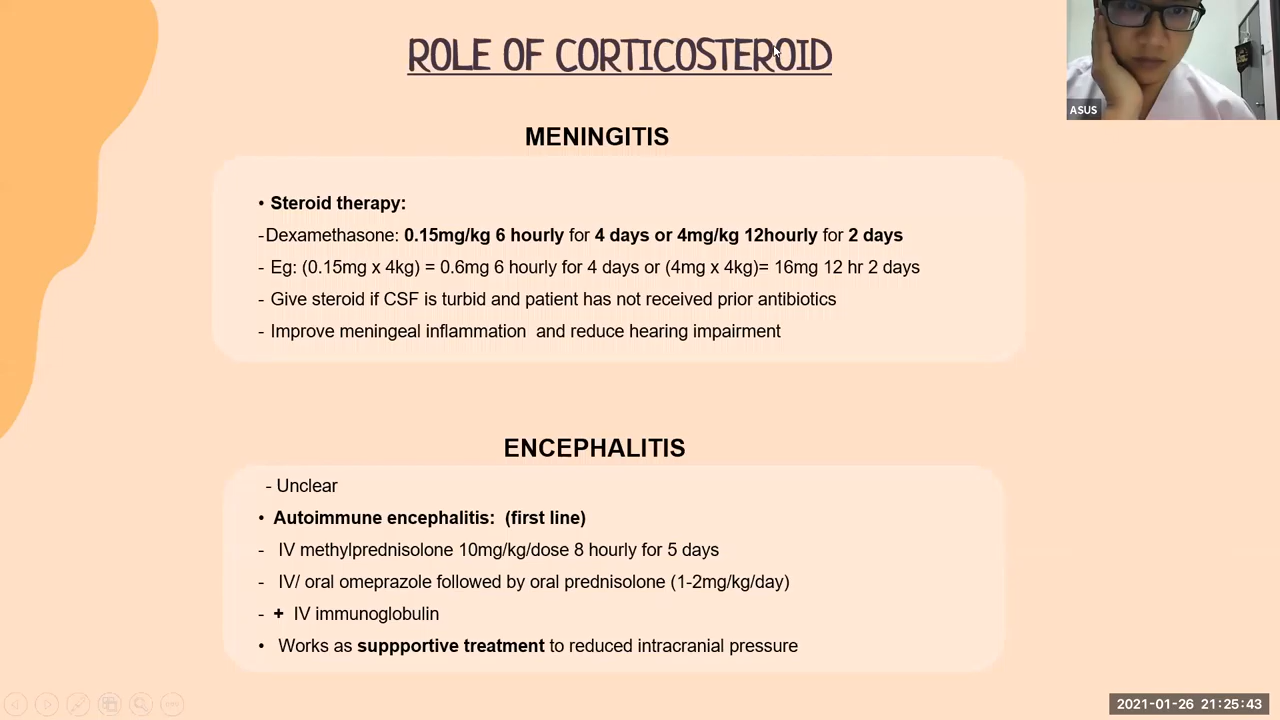 ROLE OF CORTICOSTEROID
ASUS
MENINGITIS
• Steroid therapy:
-Dexamethasone: 0.15mg/kg 6 hourly for 4 days or 4mg/kg 12hourly for 2 days
- Eg: (0.15mg x 4kg) = 0.6mg 6 hourly for 4 days or (4mg x 4kg)= 16mg 12 hr 2 days
- Give steroid if CSF is turbid and patient has not received prior antibiotics
- Improve meningeal inflammation and reduce hearing impairment
ENCEPHALITIS
- Unclear
• Autoimmune encephalitis: (first line)
- IV methylprednisolone 10mg/kg/dose 8 hourly for 5 days
- IV/ oral omeprazole followed by oral prednisolone (1-2mg/kg/day)
- + IV immunoglobulin
• Works as suppportive treatment to reduced intracranial pressure
2021-01-26 21:25:43